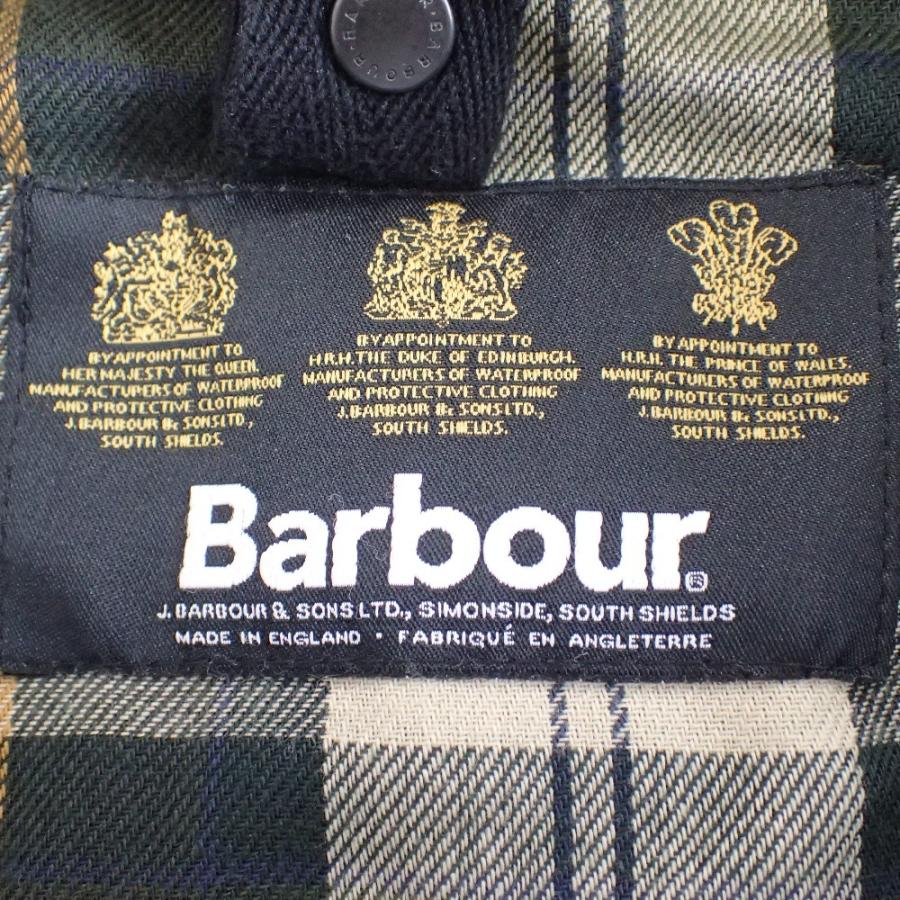 BARBOUR
BY APPOINTMENT TO
HER MAJESTY THE QUEEN.
MANUFACTURERS OF WATERPROOF
AND PROTECTIVE CLOTHING
J. BARBOUR & SONS LTD.,
SOUTH SHIELDS.
BY APPOINTMENT TO
H.R.H. THE DUKE OF EDINBURGH.
MANUFACTURERS OF WATERPROOF
AND PROTECTIVE CLOTHING
J. BARBOUR & SONS LTD.,
SOUTH SHIELDS.
BY APPOINTMENT TO
H.R.H. THE PRINCE OF WALES.
MANUFACTURERS OF WATERPROOF
AND PROTECTIVE CLOTHING
J. BARBOUR & SONS LTD.,
SOUTH SHIELDS.
Barbour®
J. BARBOUR & SONS LTD., SIMONSIDE, SOUTH SHIELDS
MADE IN ENGLAND • FABRIQUÉ EN ANGLETERRE